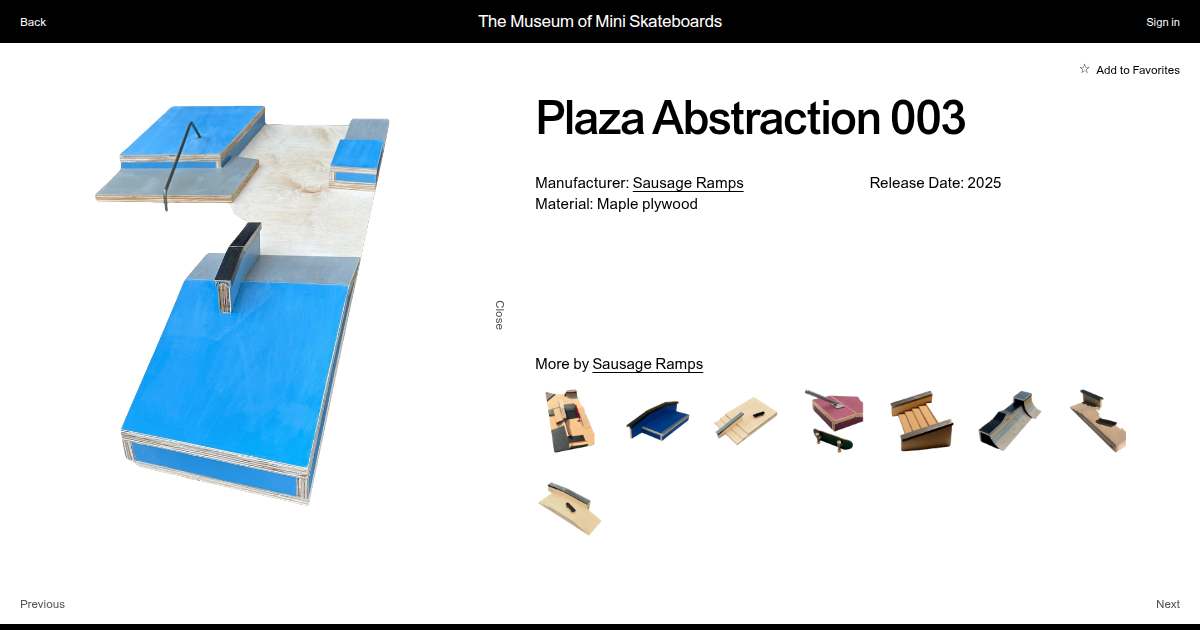 Back
The Museum of Mini Skateboards
Sign in
☆ Add to Favorites
Plaza Abstraction 003
Manufacturer: Sausage Ramps
Release Date: 2025
Material: Maple plywood
Close
More by Sausage Ramps
Previous
Next